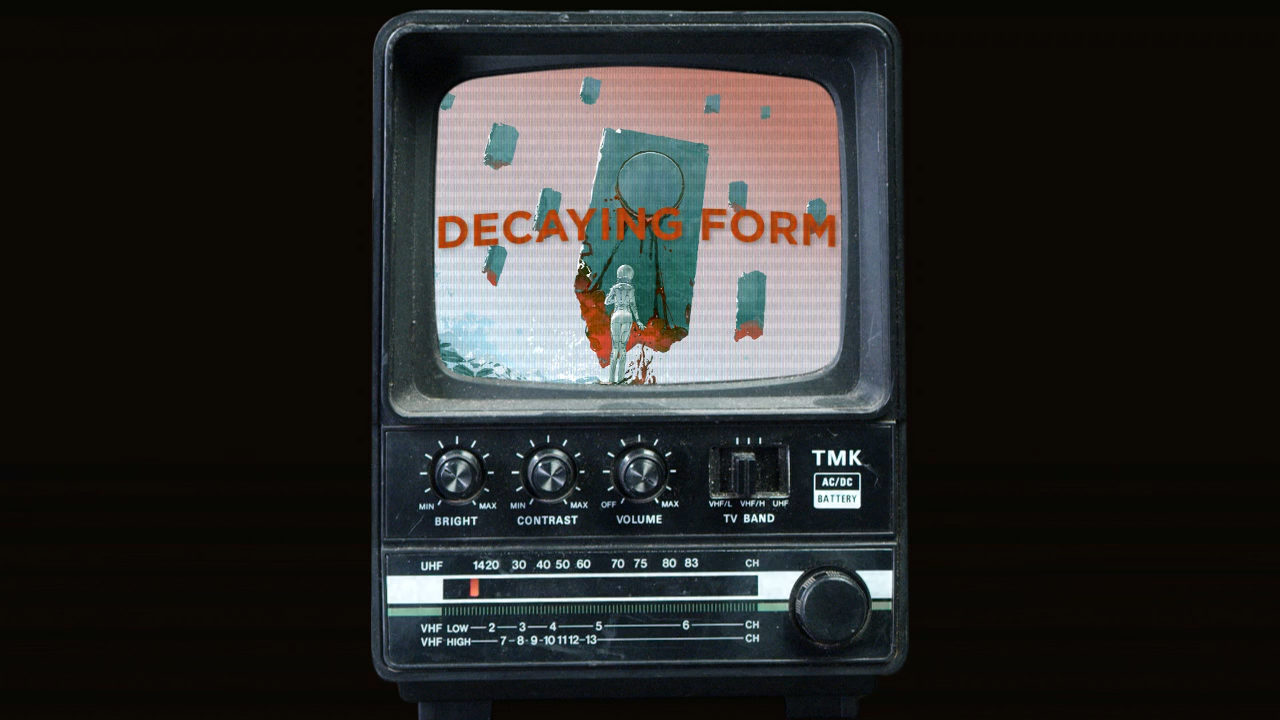 DECAYING FORM
TMK
AC/DC
BATTERY
MIN MAX MIN MAX OFF MAX VHF/L VHF/H UHF
BRIGHT CONTRAST VOLUME TV BAND
UHF 1420 30 40 50 60 70 75 80 83 CH
VHF LOW 2 3 4 5 6 CH
VHF HIGH 7-8-9-10 11 12-13 CH